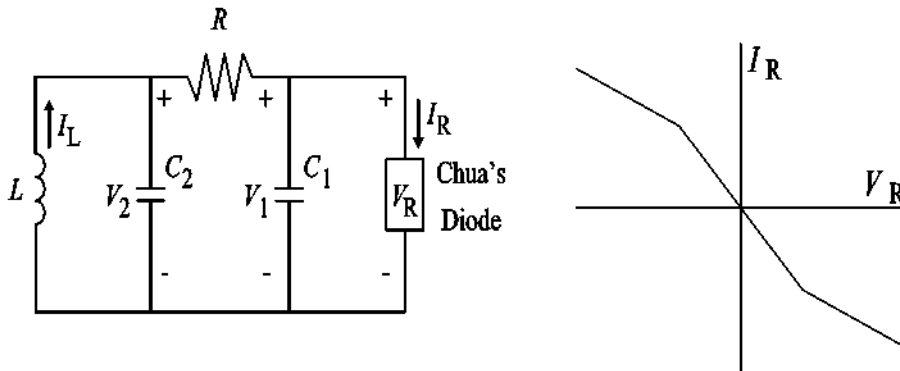 R
+ + +
I_L
I_R
L
C_2
C_1
V_2
V_1
V_R
Chua's
Diode
- - -
I_R
V_R